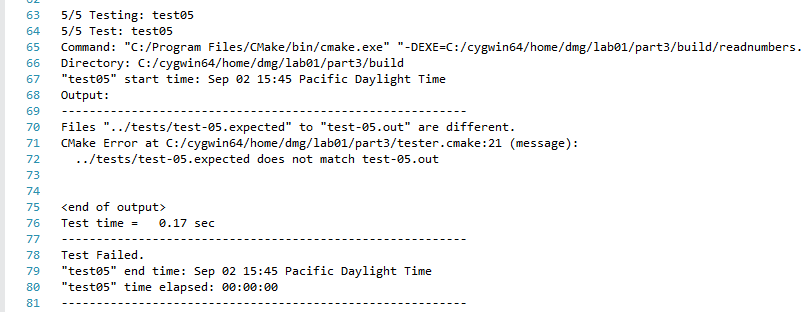 63 5/5 Testing: test05
64 5/5 Test: test05
65 Command: "C:/Program Files/CMake/bin/cmake.exe" "-DEXE=C:/cygwin64/home/dmg/lab01/part3/build/readnumbers.
66 Directory: C:/cygwin64/home/dmg/lab01/part3/build
67 "test05" start time: Sep 02 15:45 Pacific Daylight Time
68 Output:
69 ----------------------------------------------------------
70 Files "../tests/test-05.expected" to "test-05.out" are different.
71 CMake Error at C:/cygwin64/home/dmg/lab01/part3/tester.cmake:21 (message):
72   ../tests/test-05.expected does not match test-05.out
73
74
75 <end of output>
76 Test time =   0.17 sec
77 ----------------------------------------------------------
78 Test Failed.
79 "test05" end time: Sep 02 15:45 Pacific Daylight Time
80 "test05" time elapsed: 00:00:00
81 ----------------------------------------------------------